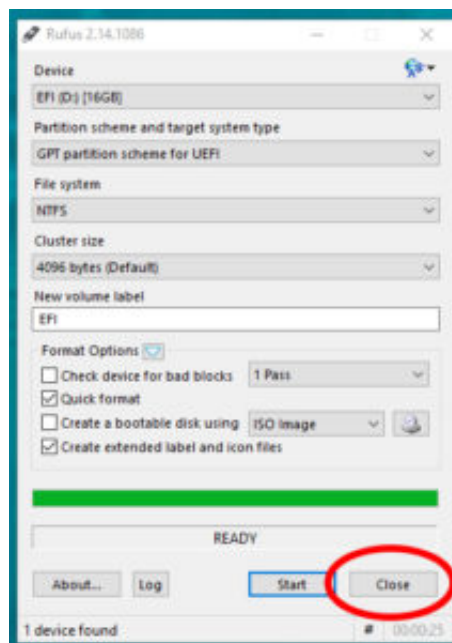 Rufus 2.14.1086
Device
EFI (D:) [16GB]
Partition scheme and target system type
GPT partition scheme for UEFI
File system
NTFS
Cluster size
4096 bytes (Default)
New volume label
EFI
Format Options
Check device for bad blocks 1 Pass
Quick format
Create a bootable disk using ISO Image
Create extended label and icon files
READY
About... Log Start Close
1 device found # 00:00:25